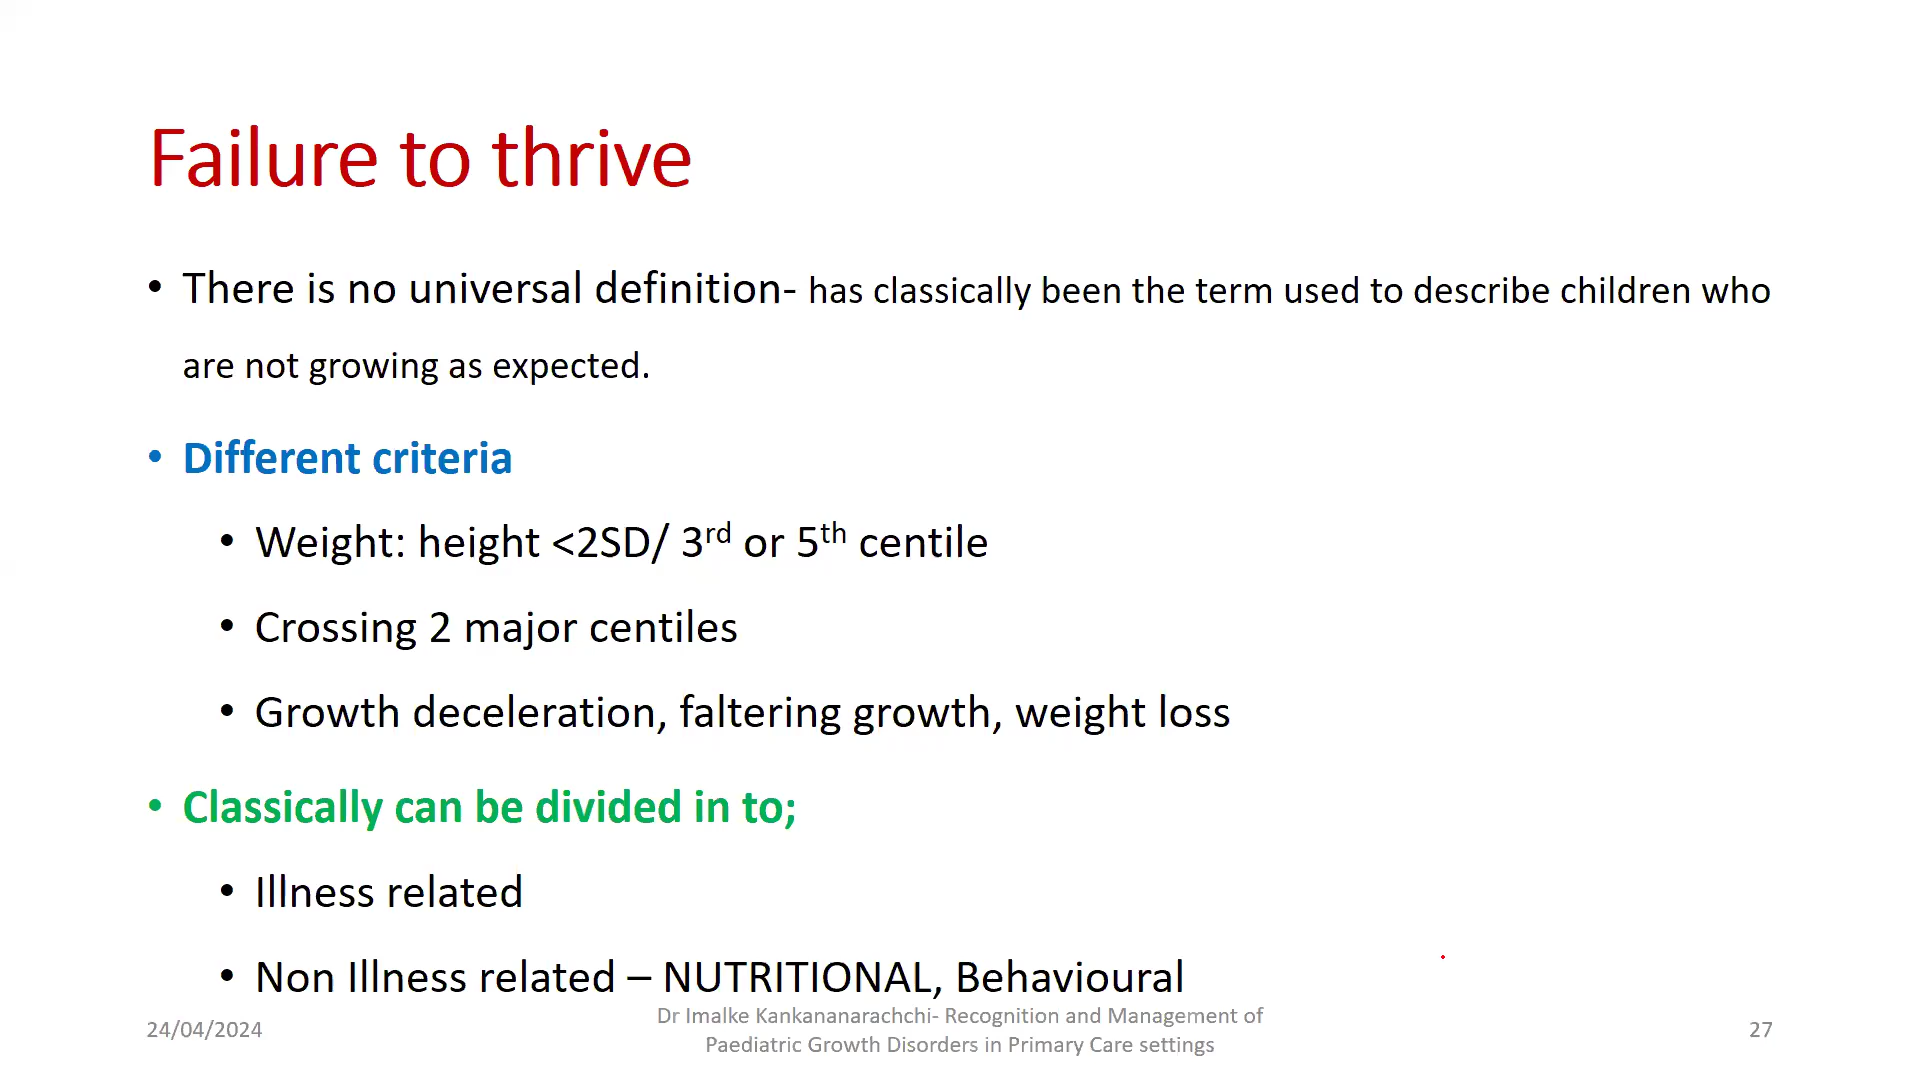 Failure to thrive
• There is no universal definition- has classically been the term used to describe children who
are not growing as expected.
• Different criteria
• Weight: height <2SD/ 3rd or 5th centile
• Crossing 2 major centiles
• Growth deceleration, faltering growth, weight loss
• Classically can be divided in to;
• Illness related
• Non Illness related – NUTRITIONAL, Behavioural
24/04/2024
Dr Imalke Kankananarachchi- Recognition and Management of
Paediatric Growth Disorders in Primary Care settings
27